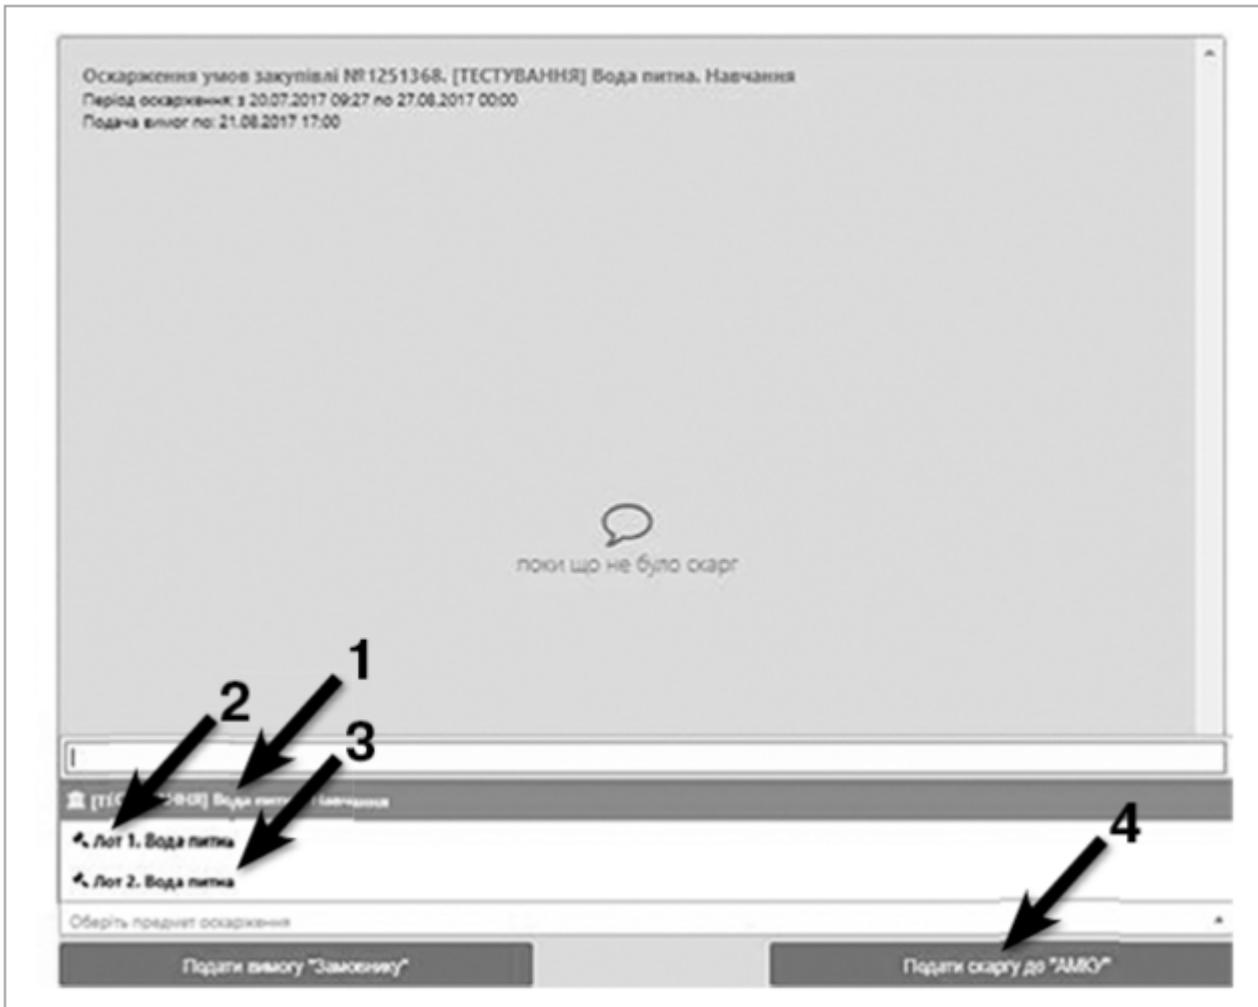 Оскарження умов закупівлі №1251368. [ТЕСТУВАННЯ] Вода питна. Навчання
Період оскарження: з 20.07.2017 09:27 по 27.08.2017 00:00
Подача вимог по: 21.08.2017 17:00
поки що не було скарг
1
2
3
Вода Навчання
Лот 1. Вода питна
4
Лот 2. Вода питна
Оберіть предмет оскарження
Подати вимогу "Замовнику"
Подати скаргу до "АМКУ"